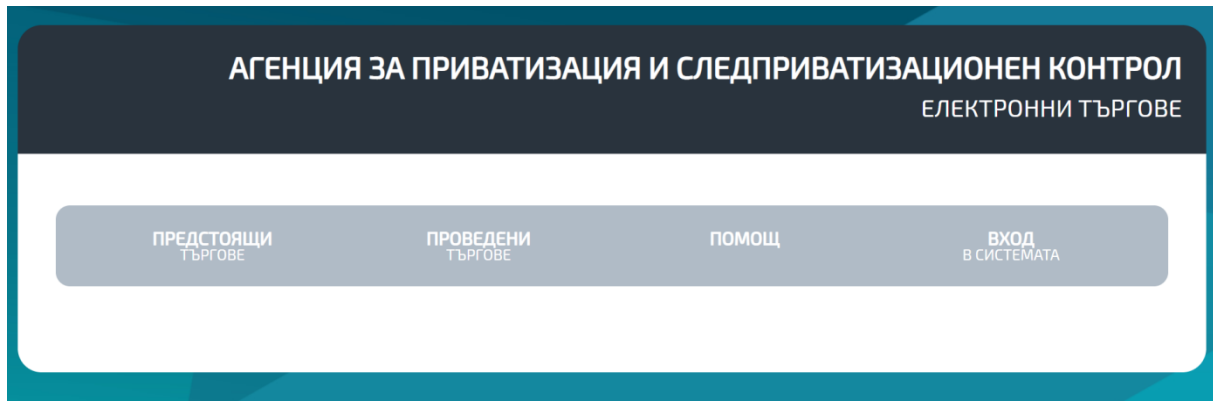 АГЕНЦИЯ ЗА ПРИВАТИЗАЦИЯ И СЛЕДПРИВАТИЗАЦИОНЕН КОНТРОЛ
ЕЛЕКТРОННИ ТЪРГОВЕ
ПРЕДСТОЯЩИ
ТЪРГОВЕ
ПРОВЕДЕНИ
ТЪРГОВЕ
ПОМОЩ
ВХОД
В СИСТЕМАТА